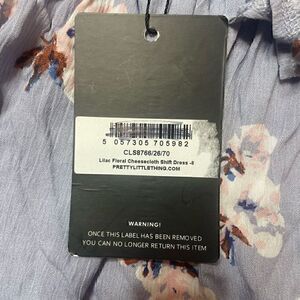 5 057305 705982
CLS8766/26/70
Lilac Floral Cheesecloth Shift Dress -8
PRETTYLITTLETHING.COM
WARNING!
ONCE THIS LABEL HAS BEEN REMOVED
YOU CAN NO LONGER RETURN THIS ITEM